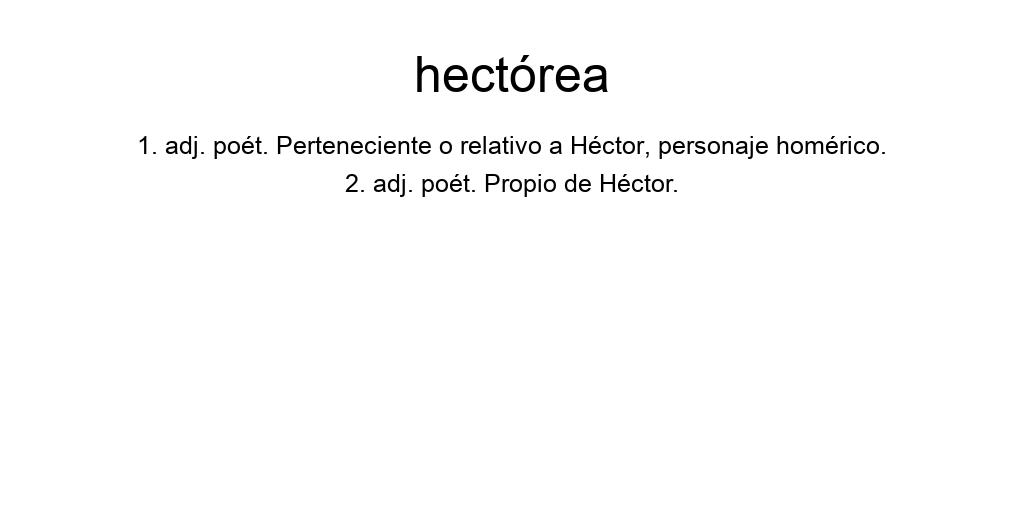 hectórea
1. adj. poét. Perteneciente o relativo a Héctor, personaje homérico.
2. adj. poét. Propio de Héctor.